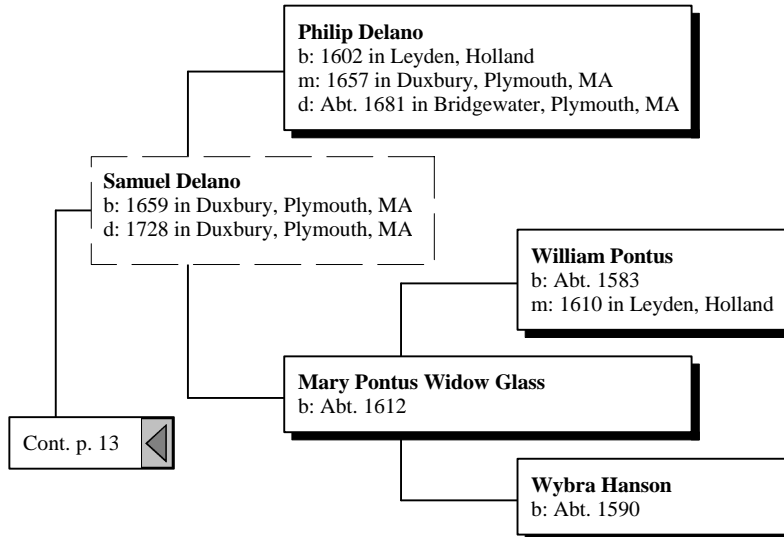 Philip Delano
b: 1602 in Leyden, Holland
m: 1657 in Duxbury, Plymouth, MA
d: Abt. 1681 in Bridgewater, Plymouth, MA
Samuel Delano
b: 1659 in Duxbury, Plymouth, MA
d: 1728 in Duxbury, Plymouth, MA
William Pontus
b: Abt. 1583
m: 1610 in Leyden, Holland
Mary Pontus Widow Glass
b: Abt. 1612
Cont. p. 13
Wybra Hanson
b: Abt. 1590